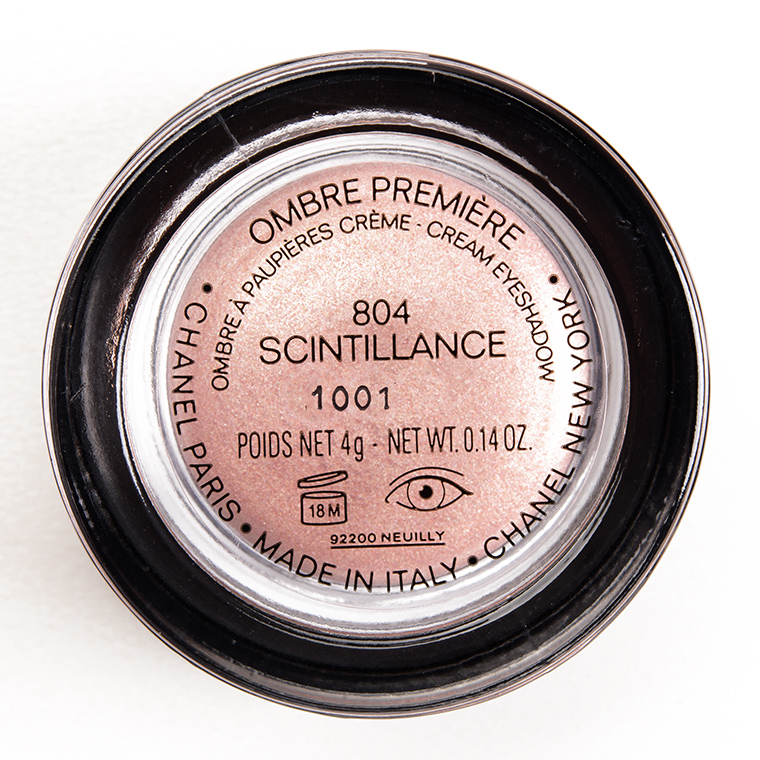 OMBRE PREMIÈRE
OMBRE À PAUPIÈRES CRÈME - CREAM EYESHADOW
804
SCINTILLANCE
1001
POIDS NET 4g - NET WT. 0.14 OZ.
18 M
92200 NEUILLY
• CHANEL PARIS • MADE IN ITALY • CHANEL NEW YORK •